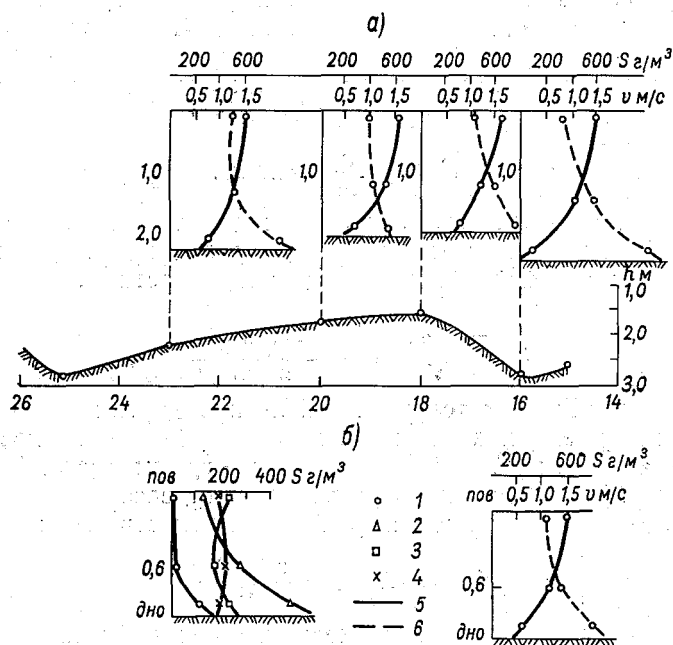 а)
200 600 200 600 200 600 200 600 S г/м³
0,5 1,0 1,5 0,5 1,0 1,5 0,5 1,0 1,5 0,5 1,0 1,5 υ м/с
1,0 1,0 1,0
2,0
h м
1,0
2,0
3,0
26 24 22 20 18 16 14
б)
пов 200 400 S г/м³
0,6
дно
1
2
3
4
5
6
200 600 S г/м³
пов 0,5 1,0 1,5 υ м/с
0,6
дно